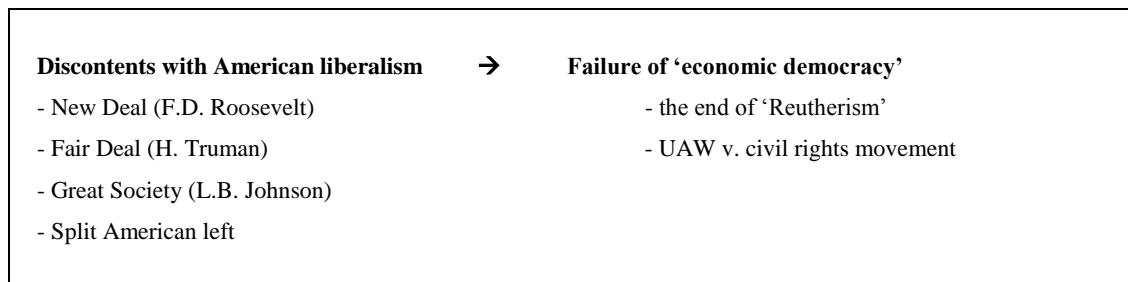 Discontents with American liberalism → Failure of ‘economic democracy’
- New Deal (F.D. Roosevelt) - the end of ‘Reutherism’
- Fair Deal (H. Truman) - UAW v. civil rights movement
- Great Society (L.B. Johnson)
- Split American left